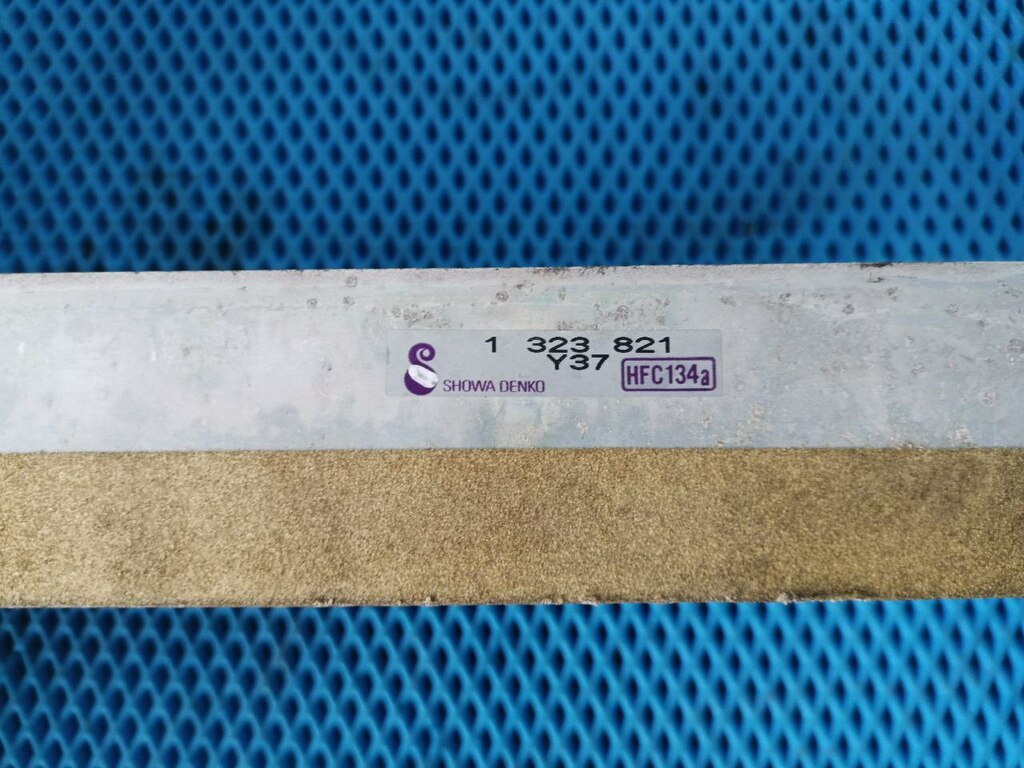 1 323 821
Y37
SHOWA DENKO
HFC134a